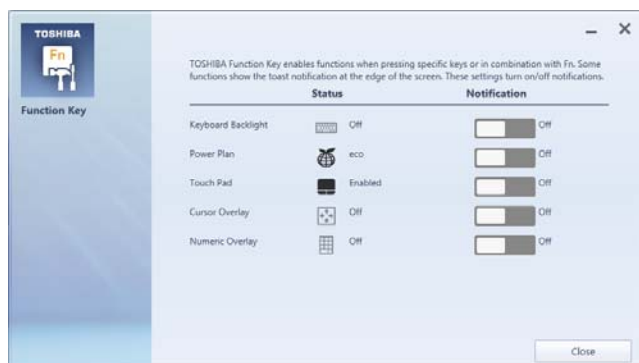 TOSHIBA
Fn
Function Key
TOSHIBA Function Key enables functions when pressing specific keys or in combination with Fn. Some
functions show the toast notification at the edge of the screen. These settings turn on/off notifications.
Status Notification
Keyboard Backlight Off Off
Power Plan eco Off
Touch Pad Enabled Off
Cursor Overlay Off Off
Numeric Overlay Off Off
Close